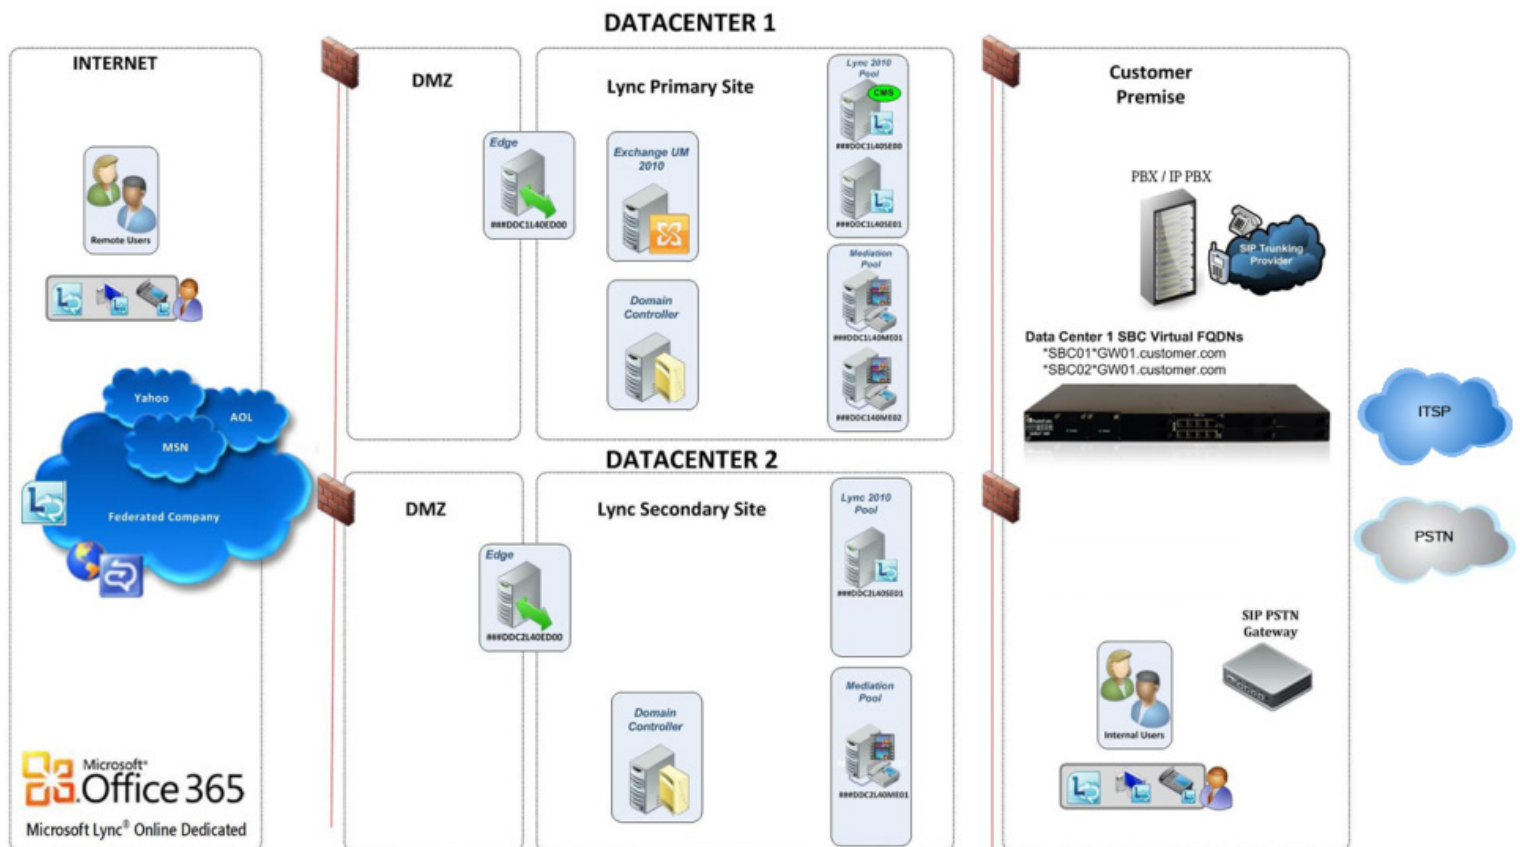 DATACENTER 1
INTERNET
Remote Users
Yahoo
AOL
MSN
Federated Company
Microsoft®
Office 365
Microsoft Lync® Online Dedicated
DMZ
Edge
###DDC1L40ED00
Lync Primary Site
Exchange UM
2010
Domain
Controller
Lync 2010
Pool
CMS
###DDC1L40SE00
###DDC1L40SE01
Mediation
Pool
###DDC1L40ME01
###DDC140ME02
DATACENTER 2
DMZ
Edge
###DDC2L40ED00
Lync Secondary Site
Domain
Controller
Lync 2010
Pool
###DDC2L40SE01
Mediation
Pool
###DDC2L40ME01
Customer
Premise
PBX / IP PBX
SIP Trunking
Provider
Data Center 1 SBC Virtual FQDNs
*SBC01*GW01.customer.com
*SBC02*GW01.customer.com
SIP PSTN
Gateway
Internal Users
ITSP
PSTN